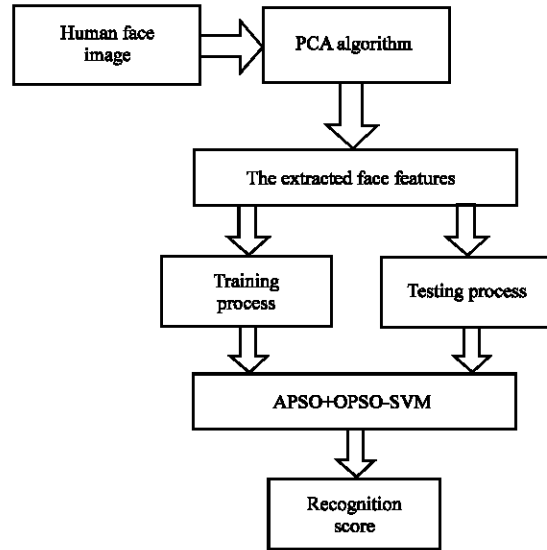 Human face
image
PCA algorithm
The extracted face features
Training
process
Testing process
APSO+OPSO-SVM
Recognition
score